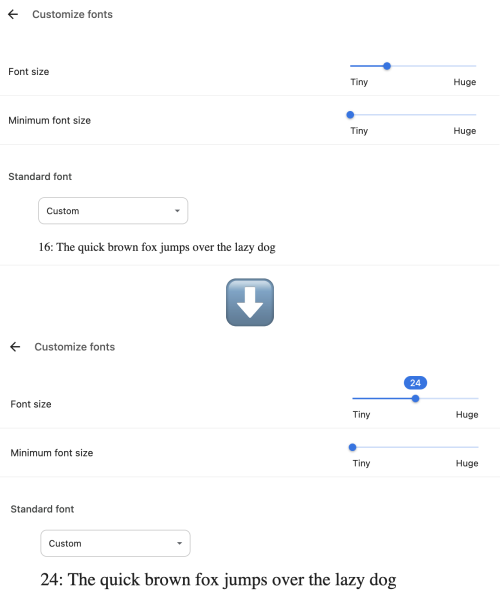 Customize fonts
Font size
Tiny Huge
Minimum font size
Tiny Huge
Standard font
Custom
16: The quick brown fox jumps over the lazy dog
Customize fonts
24
Font size
Tiny Huge
Minimum font size
Tiny Huge
Standard font
Custom
24: The quick brown fox jumps over the lazy dog